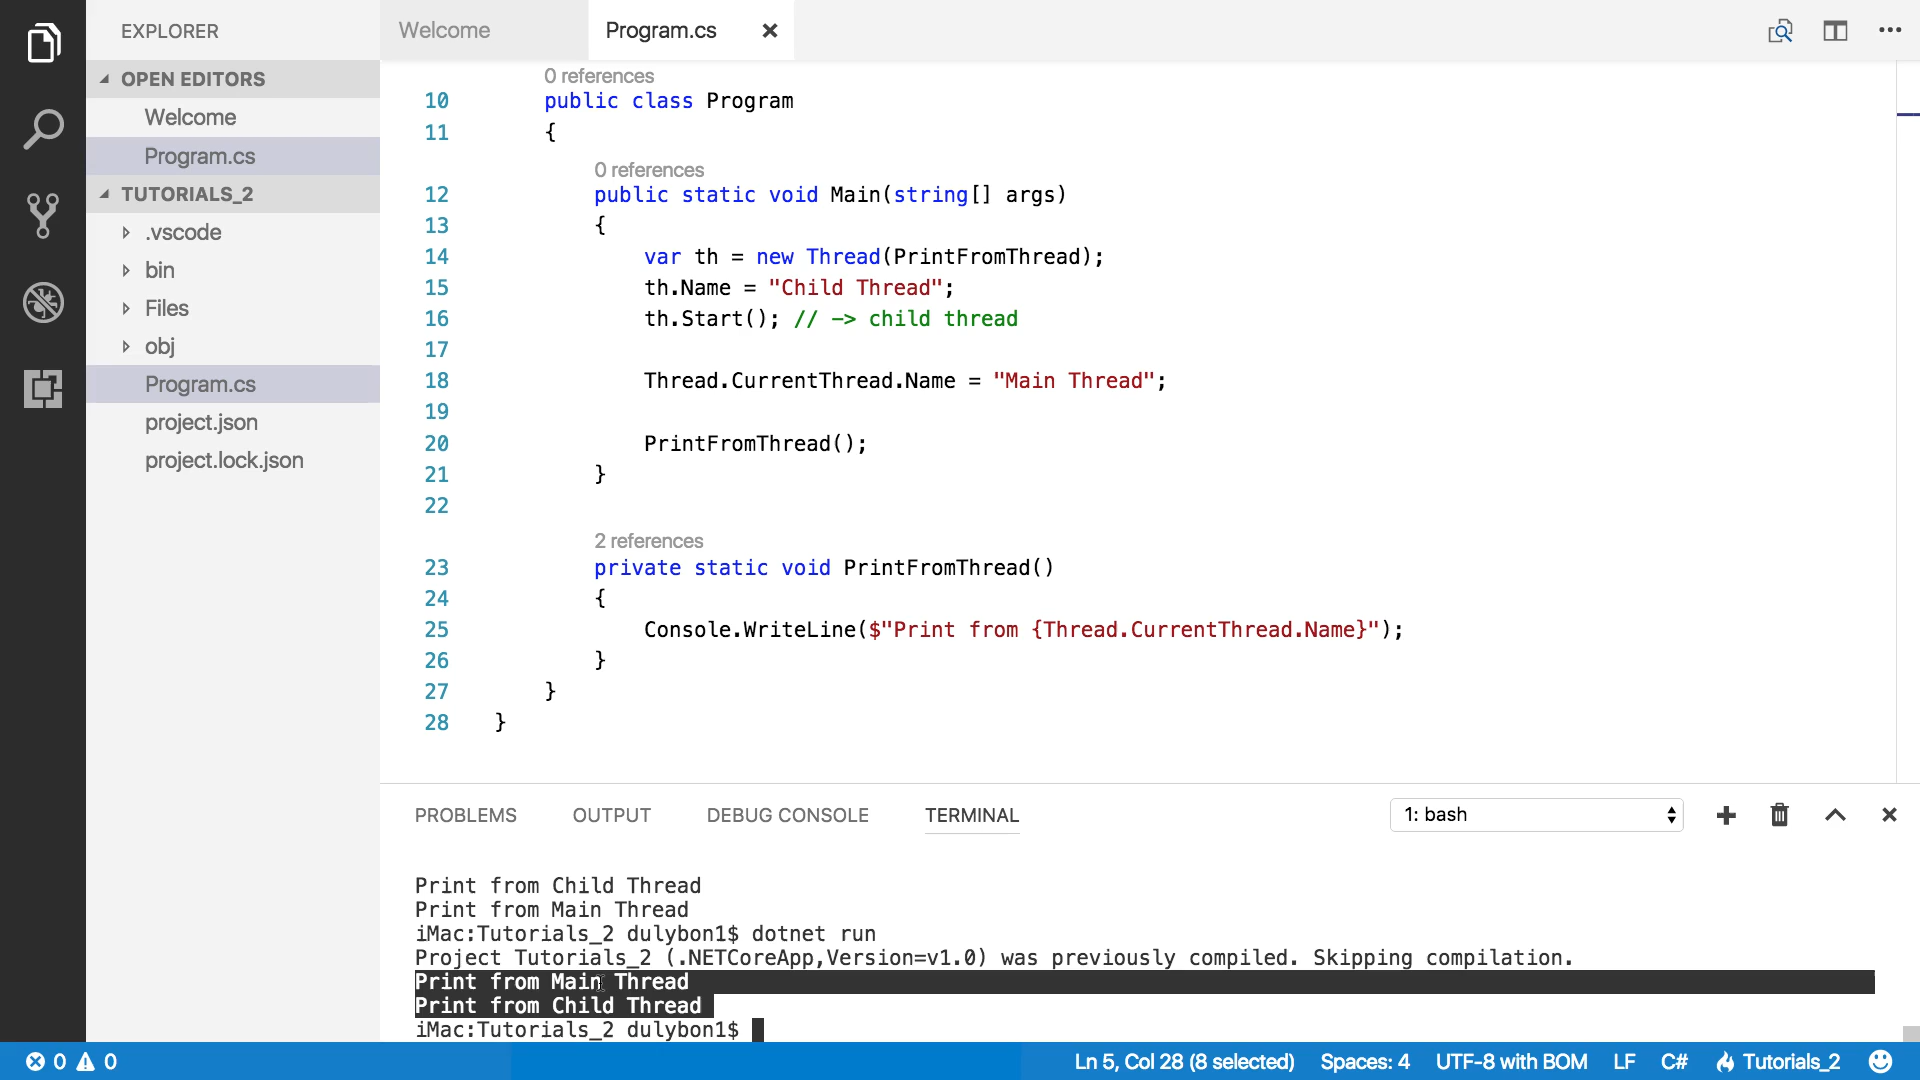 EXPLORER
OPEN EDITORS
Welcome
Program.cs
TUTORIALS_2
.vscode
bin
Files
obj
Program.cs
project.json
project.lock.json
Welcome
Program.cs
0 references
10 public class Program
11 {
0 references
12 public static void Main(string[] args)
13 {
14 var th = new Thread(PrintFromThread);
15 th.Name = "Child Thread";
16 th.Start(); // -> child thread
17
18 Thread.CurrentThread.Name = "Main Thread";
19
20 PrintFromThread();
21 }
22
2 references
23 private static void PrintFromThread()
24 {
25 Console.WriteLine($"Print from {Thread.CurrentThread.Name}");
26 }
27 }
28 }
PROBLEMS OUTPUT DEBUG CONSOLE TERMINAL 1: bash
Print from Child Thread
Print from Main Thread
iMac:Tutorials_2 dulybon1$ dotnet run
Project Tutorials_2 (.NETCoreApp,Version=v1.0) was previously compiled. Skipping compilation.
Print from Main Thread
Print from Child Thread
iMac:Tutorials_2 dulybon1$
0 0 Ln 5, Col 28 (8 selected) Spaces: 4 UTF-8 with BOM LF C# Tutorials_2